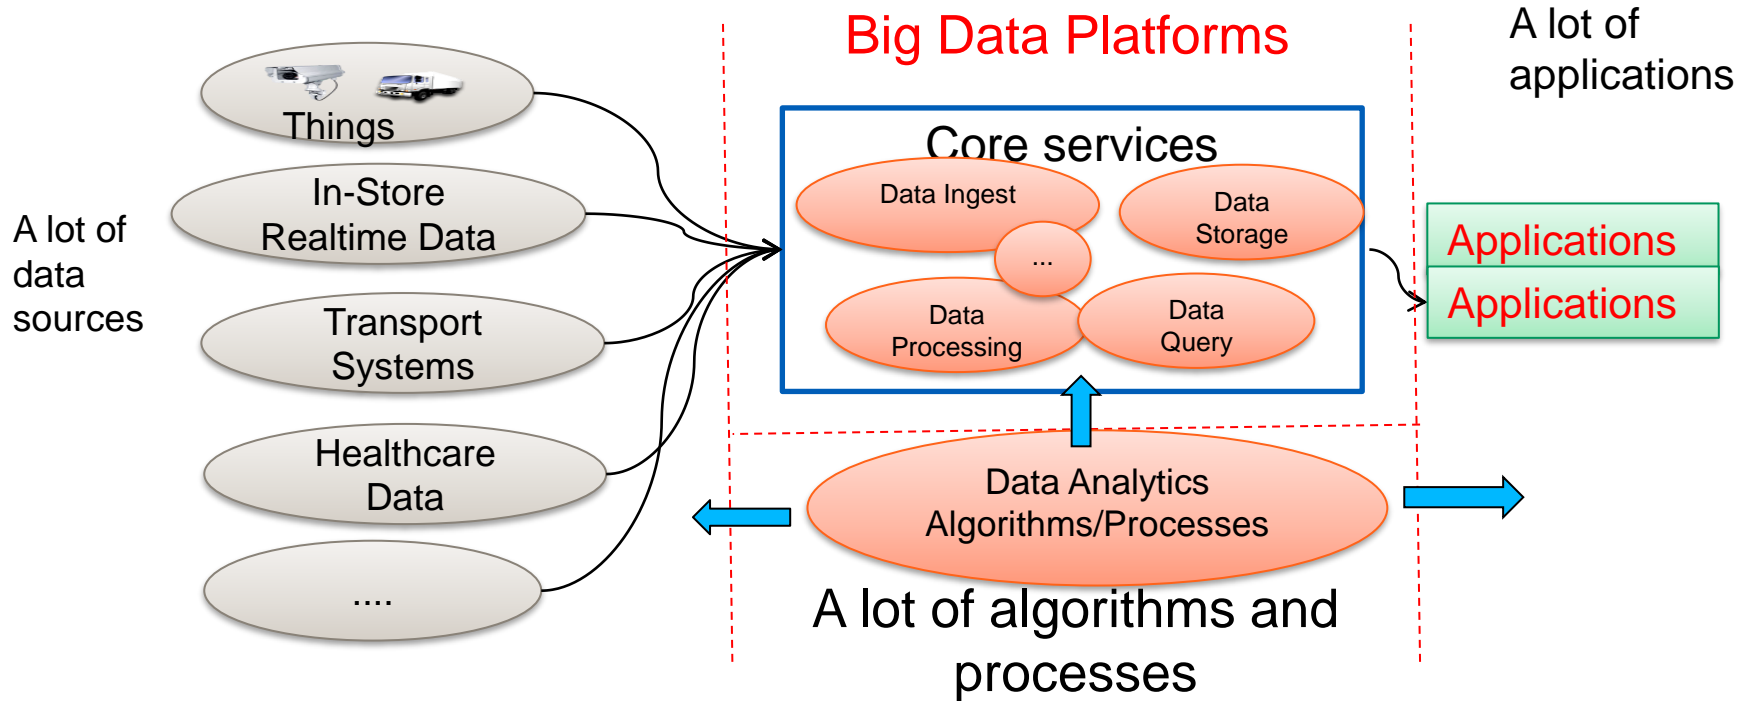 Big Data Platforms
A lot of
applications
A lot of
data
sources
Things
In-Store
Realtime Data
Transport
Systems
Healthcare
Data
....
Core services
Data Ingest
Data
Storage
...
Data
Processing
Data
Query
Applications
Applications
Data Analytics
Algorithms/Processes
A lot of algorithms and
processes